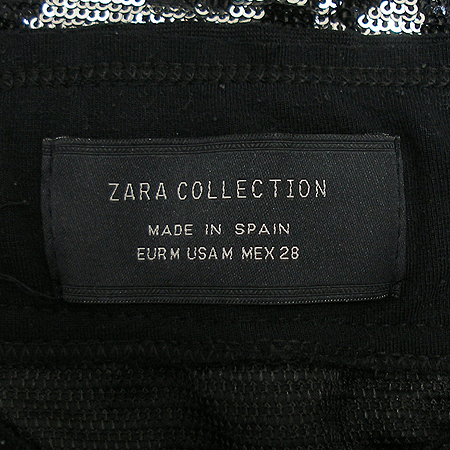 ZARA COLLECTION
MADE IN SPAIN
EUR M USA M MEX 28